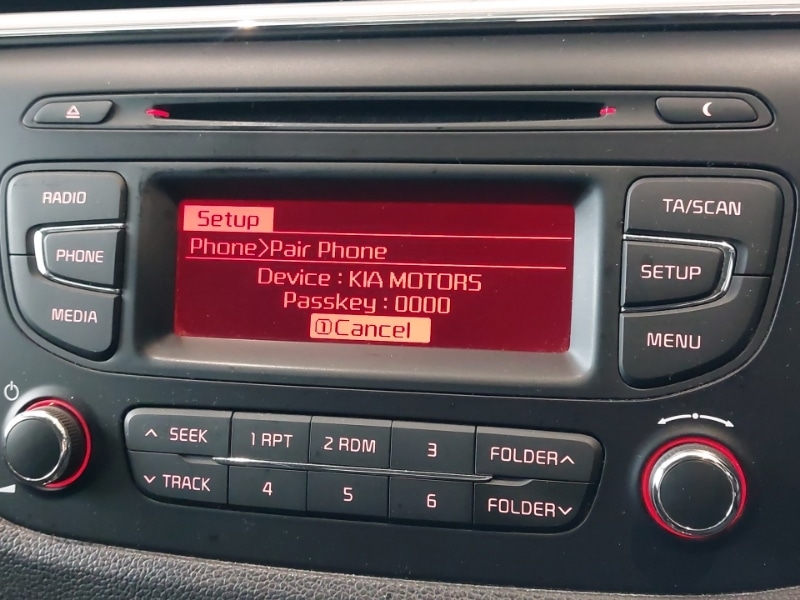 RADIO
PHONE
MEDIA
Setup
Phone>Pair Phone
Device : KIA MOTORS
Passkey : 0000
①Cancel
TA/SCAN
SETUP
MENU
SEEK
TRACK
1 RPT
2 RDM
3
4
5
6
FOLDER
FOLDER